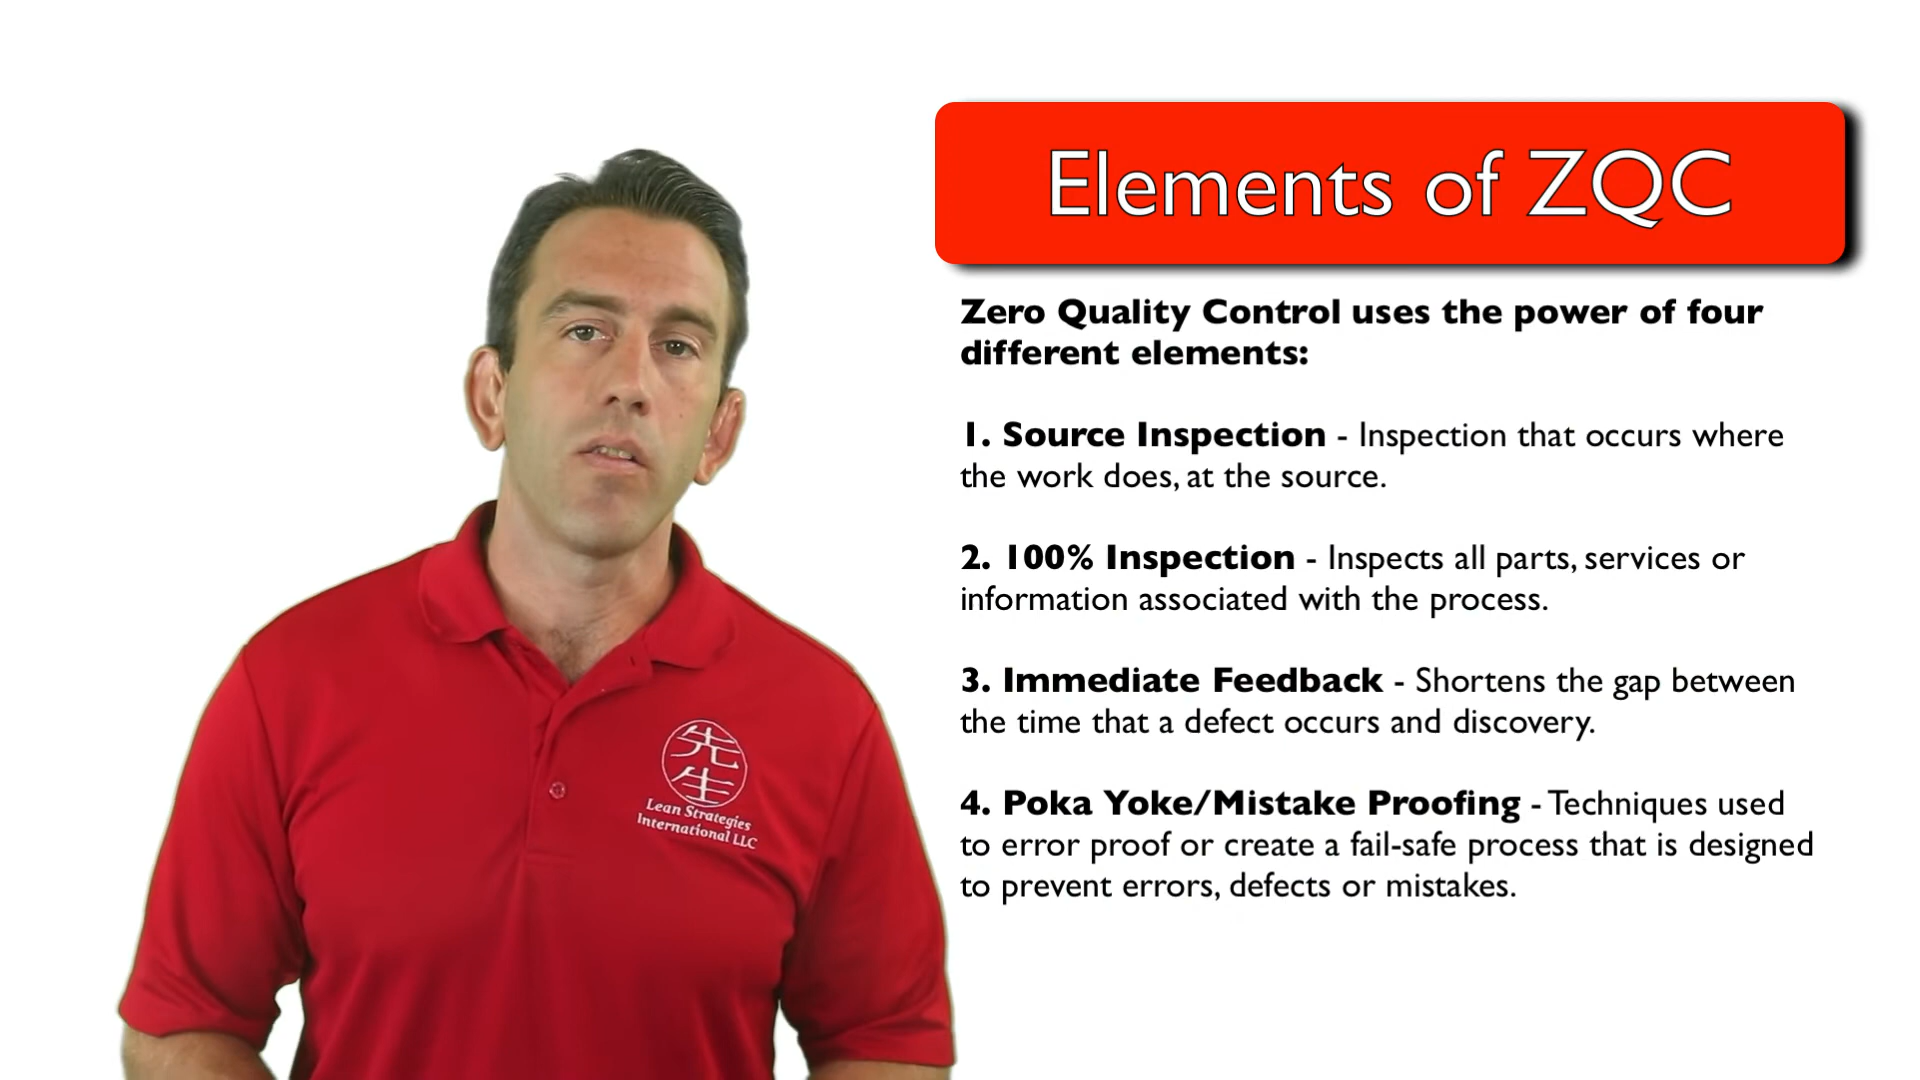 Elements of ZQC
Zero Quality Control uses the power of four
different elements:
1. Source Inspection - Inspection that occurs where
the work does, at the source.
2. 100% Inspection - Inspects all parts, services or
information associated with the process.
3. Immediate Feedback - Shortens the gap between
the time that a defect occurs and discovery.
4. Poka Yoke/Mistake Proofing - Techniques used
to error proof or create a fail-safe process that is designed
to prevent errors, defects or mistakes.
先
生
Lean Strategies
International LLC